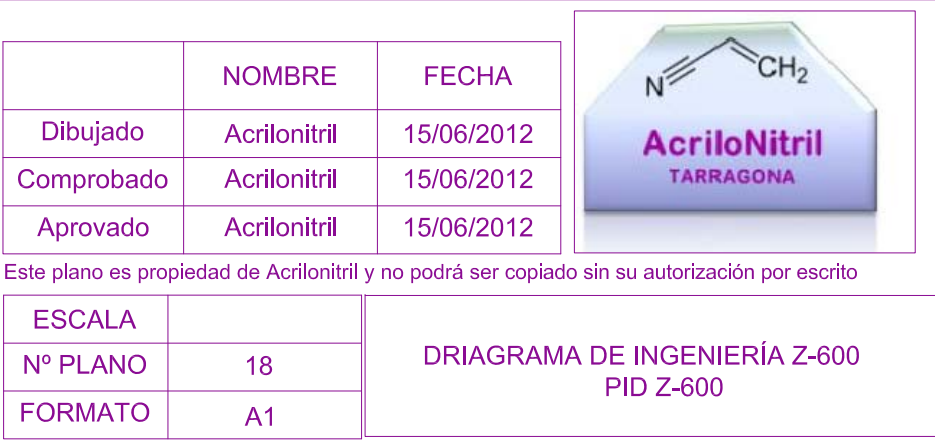 NOMBRE FECHA
Dibujado Acrilonitril 15/06/2012
Comprobado Acrilonitril 15/06/2012
Aprovado Acrilonitril 15/06/2012
N CH₂
AcriloNitril
TARRAGONA
Este plano es propiedad de Acrilonitril y no podrá ser copiado sin su autorización por escrito
ESCALA
Nº PLANO 18
FORMATO A1
DRIAGRAMA DE INGENIERÍA Z-600
PID Z-600